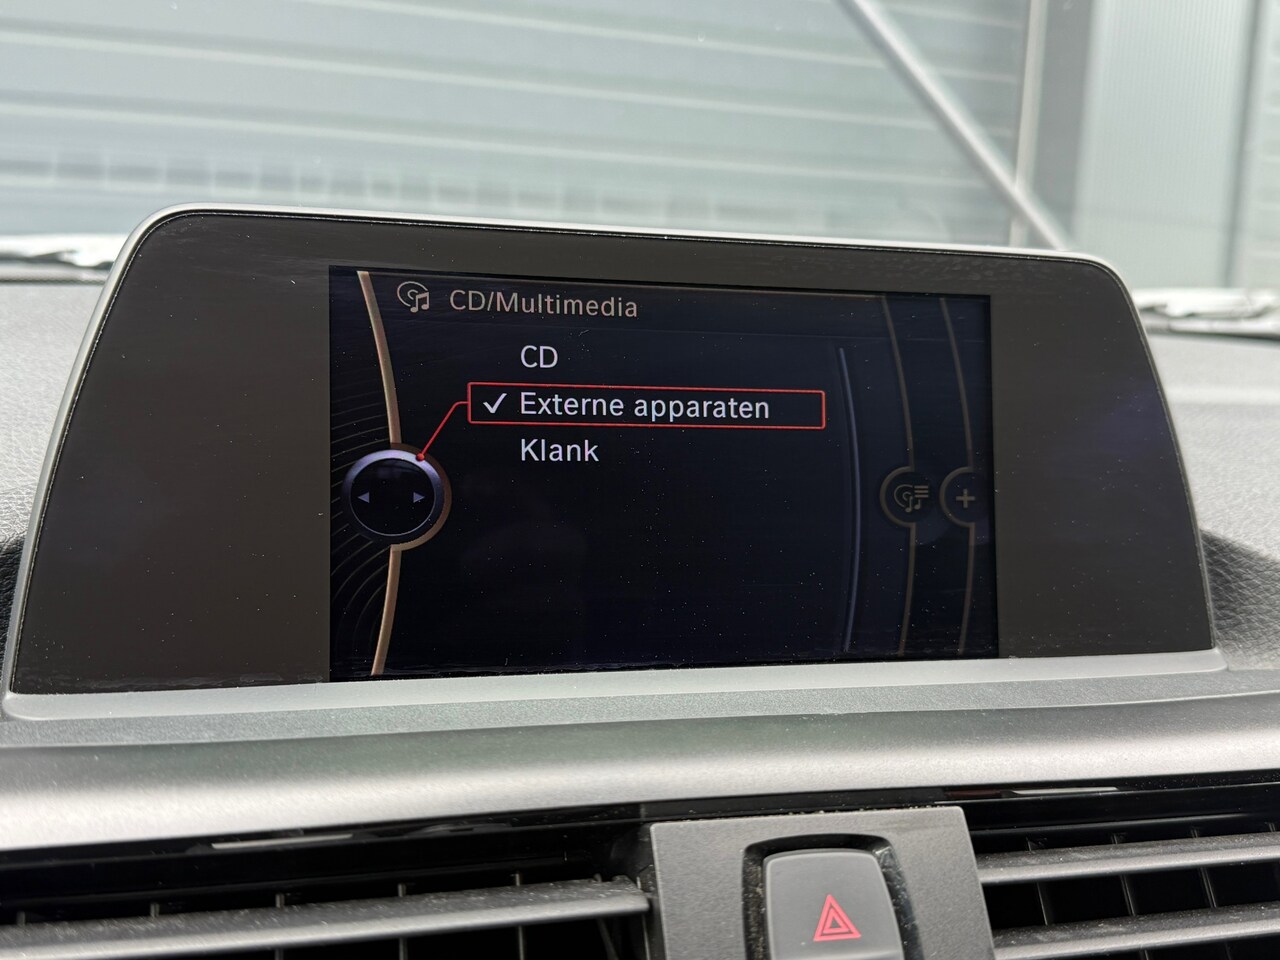 CD/Multimedia
CD
✓ Externe apparaten
Klank